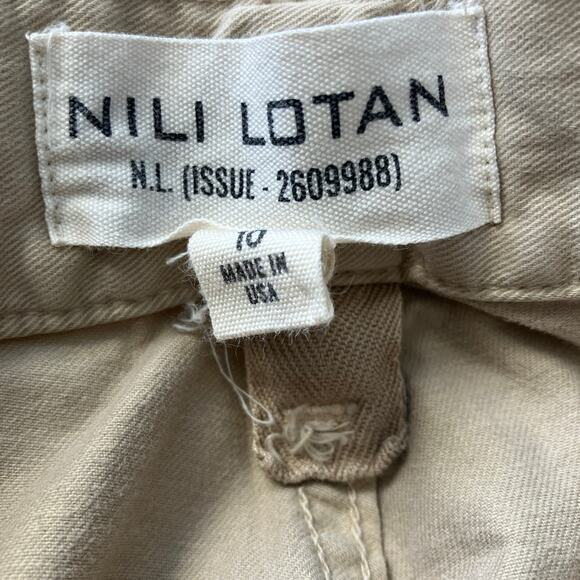 NILI LOTAN
N.L. (ISSUE - 2609988)
10
MADE IN
USA